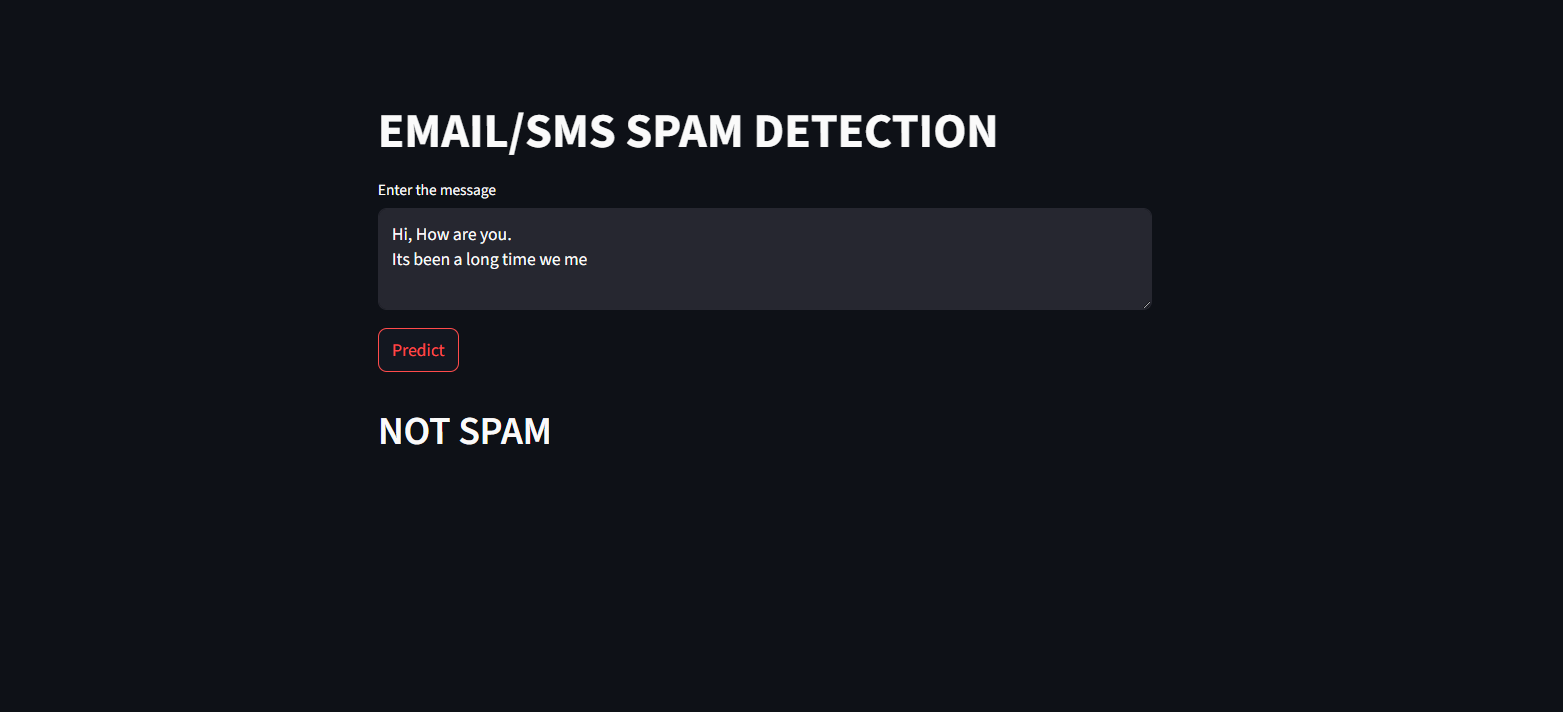 EMAIL/SMS SPAM DETECTION
Enter the message
Hi, How are you.
Its been a long time we me
Predict
NOT SPAM